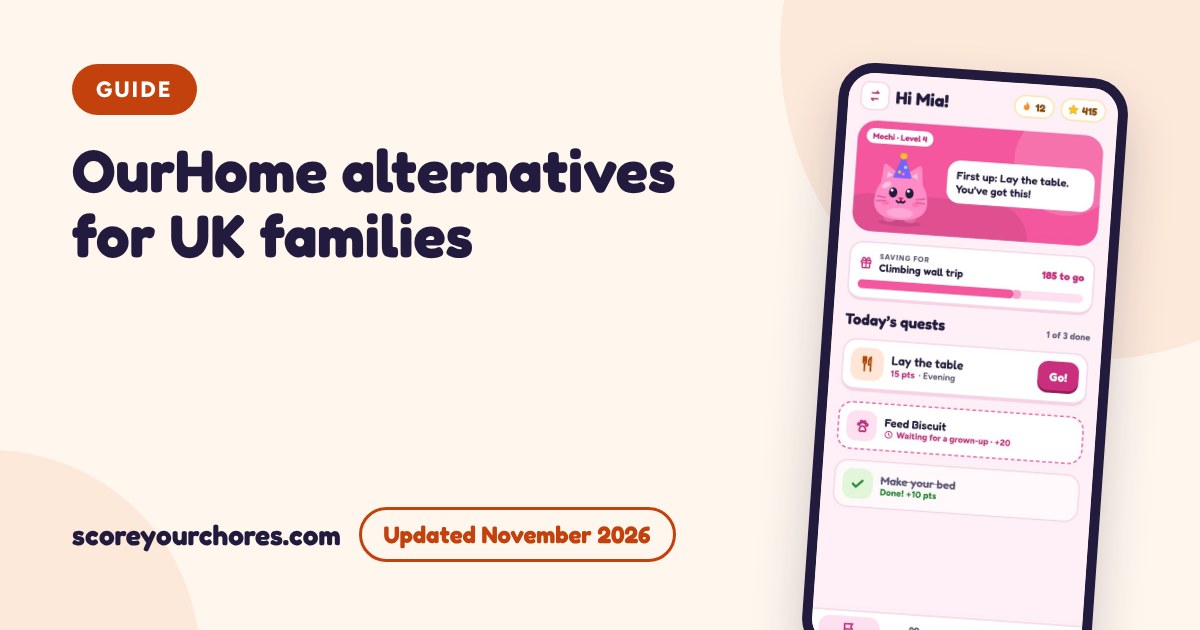 GUIDE
OurHome alternatives
for UK families
scoreyourchores.com
Updated November 2026
Hi Mia!
12
415
Mochi · Level 4
First up: Lay the table.
You've got this!
SAVING FOR
Climbing wall trip
185 to go
Today's quests
1 of 3 done
Lay the table
15 pts · Evening
Go!
Feed Biscuit
Waiting for a grown-up · +20
Make your bed
Done! +10 pts